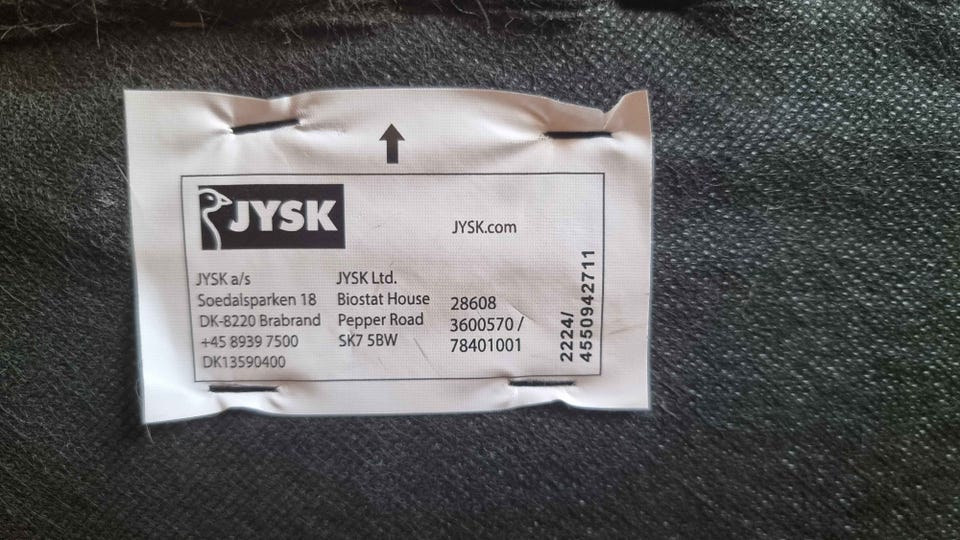 JYSK
JYSK.com
JYSK a/s
Soedalsparken 18
DK-8220 Brabrand
+45 8939 7500
DK13590400
JYSK Ltd.
Biostat House
Pepper Road
SK7 5BW
28608
3600570 /
78401001
2224/
4550942711